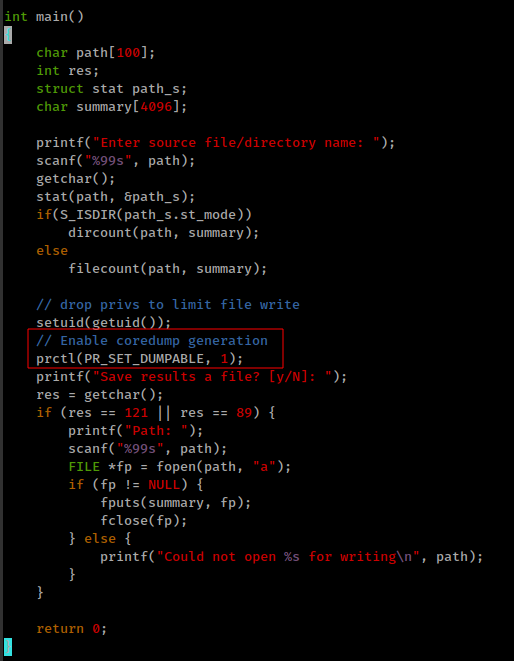 int main()
{
    char path[100];
    int res;
    struct stat path_s;
    char summary[4096];

    printf("Enter source file/directory name: ");
    scanf("%99s", path);
    getchar();
    stat(path, &path_s);
    if(S_ISDIR(path_s.st_mode))
        dircount(path, summary);
    else
        filecount(path, summary);

    // drop privs to limit file write
    setuid(getuid());
    // Enable coredump generation
    prctl(PR_SET_DUMPABLE, 1);
    printf("Save results a file? [y/N]: ");
    res = getchar();
    if (res == 121 || res == 89) {
        printf("Path: ");
        scanf("%99s", path);
        FILE *fp = fopen(path, "a");
        if (fp != NULL) {
            fputs(summary, fp);
            fclose(fp);
        } else {
            printf("Could not open %s for writing\n", path);
        }
    }

    return 0;
}